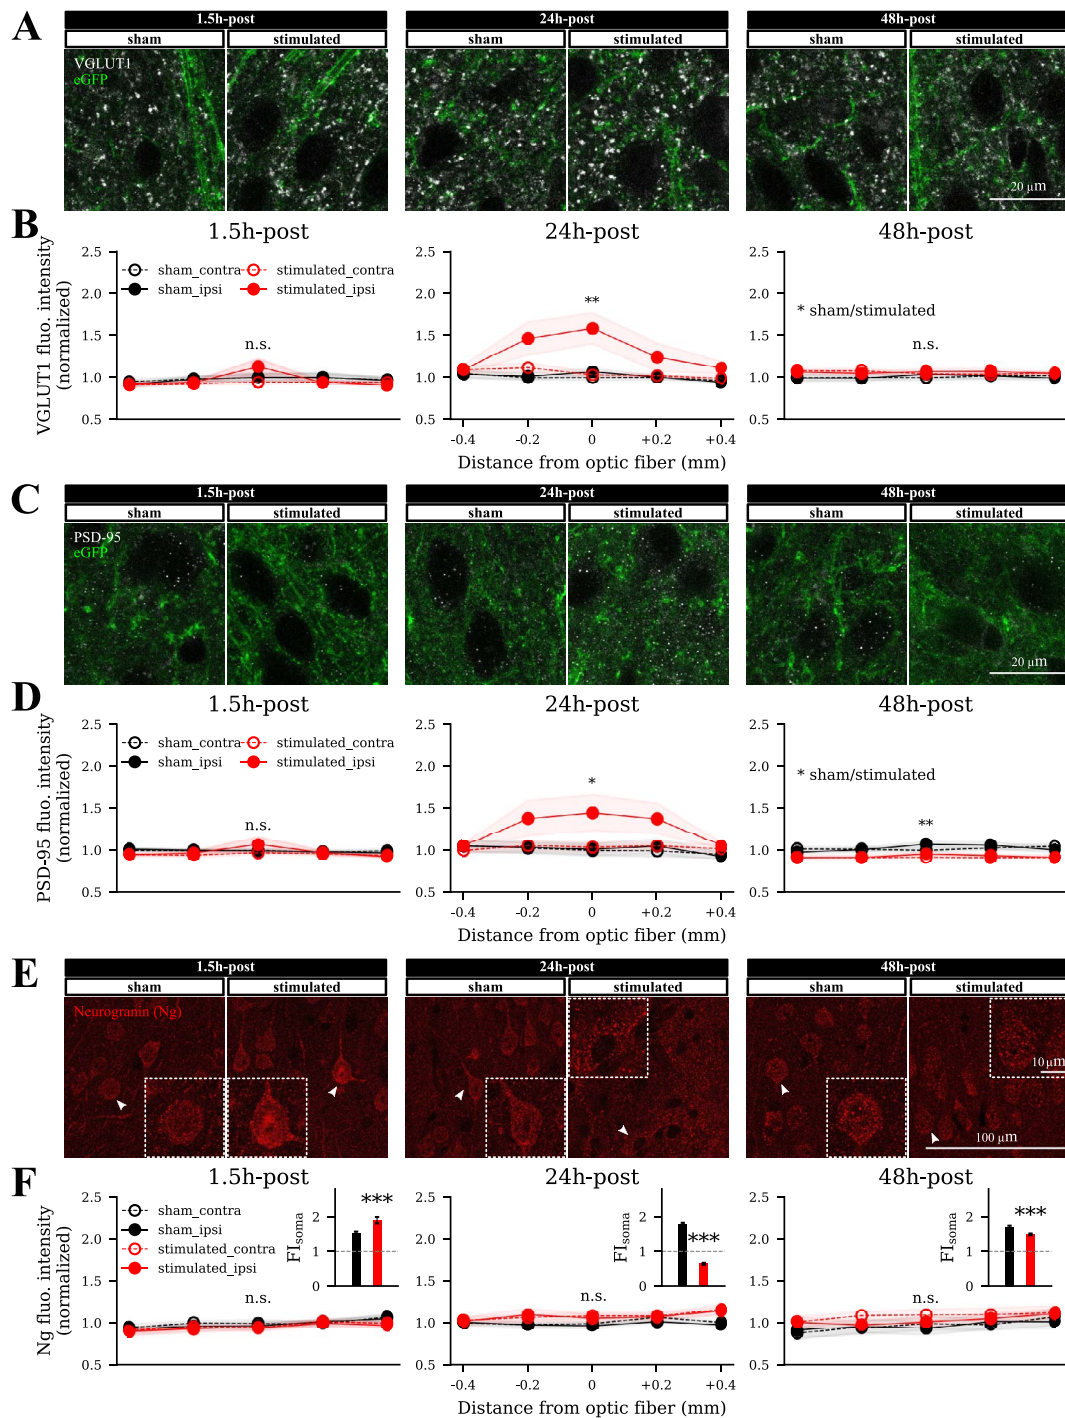 A
1.5h-post 24h-post 48h-post
sham stimulated sham stimulated sham stimulated
VGLUT1
eGFP
20 μm
B
1.5h-post 24h-post 48h-post
VGLUT1 fluo. intensity
(normalized)
2.5
2.0
1.5
1.0
0.5
sham_contra stimulated_contra
sham_ipsi stimulated_ipsi
n.s.
**
* sham/stimulated
n.s.
-0.4 -0.2 0 +0.2 +0.4
Distance from optic fiber (mm)
C
1.5h-post 24h-post 48h-post
sham stimulated sham stimulated sham stimulated
PSD-95
eGFP
20 μm
D
1.5h-post 24h-post 48h-post
PSD-95 fluo. intensity
(normalized)
2.5
2.0
1.5
1.0
0.5
sham_contra stimulated_contra
sham_ipsi stimulated_ipsi
n.s.
*
* sham/stimulated
**
-0.4 -0.2 0 +0.2 +0.4
Distance from optic fiber (mm)
E
1.5h-post 24h-post 48h-post
sham stimulated sham stimulated sham stimulated
Neurogranin (Ng)
10 μm
100 μm
F
1.5h-post 24h-post 48h-post
Ng fluo. intensity
(normalized)
2.5
2.0
1.5
1.0
0.5
sham_contra
sham_ipsi
stimulated_contra
stimulated_ipsi
n.s.
FIsoma
2
1
0
***
n.s.
FIsoma
2
1
0
***
n.s.
FIsoma
2
1
0
***
-0.4 -0.2 0 +0.2 +0.4
Distance from optic fiber (mm)